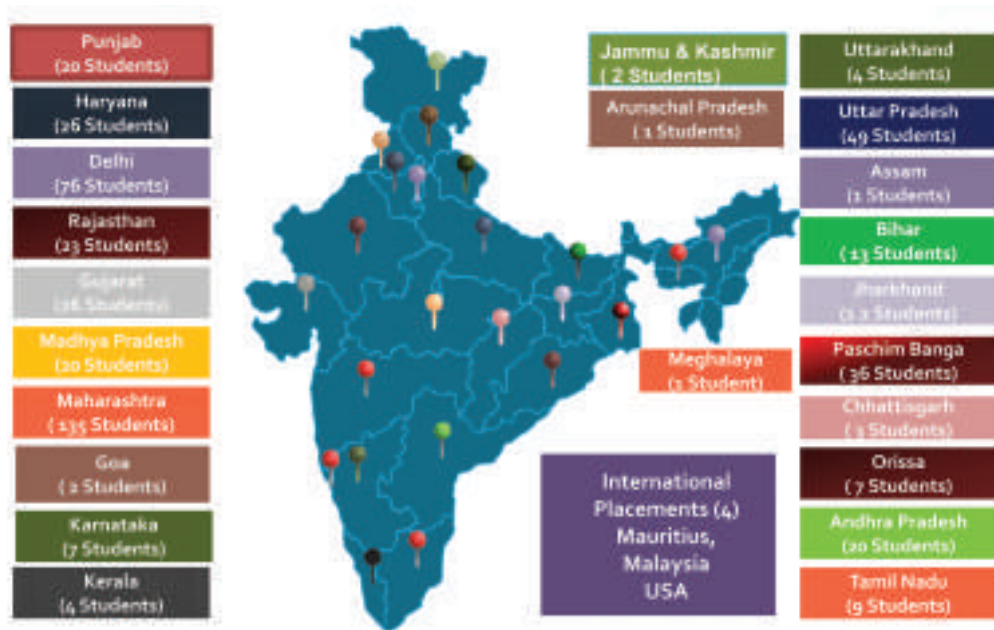 Punjab
(20 Students)
Haryana
(26 Students)
Delhi
(76 Students)
Rajasthan
(23 Students)
Gujarat
Students)
Madhya Pradesh
(20 Students)
Maharashtra
( 135 Students)
Goa
Students)
Karnataka
(7 Students)
Kerala
(4 Students)
Jammu & Kashmir
( 2 Students)
Arunachal Pradesh
( 1 Students)
Meghalaya
(1 Student)
International
Placements (4)
Mauritius,
Malaysia
USA
Uttarakhand
(4 Students)
Uttar Pradesh
(49 Students)
Assam
(1 Students)
Bihar
( 13 Students)
Jharkhand
Students)
Paschim Banga
( 36 Students)
Chhattisgarh
Students)
Orissa
( 7 Students)
Andhra Pradesh
(20 Students)
Tamil Nadu
(9 Students)